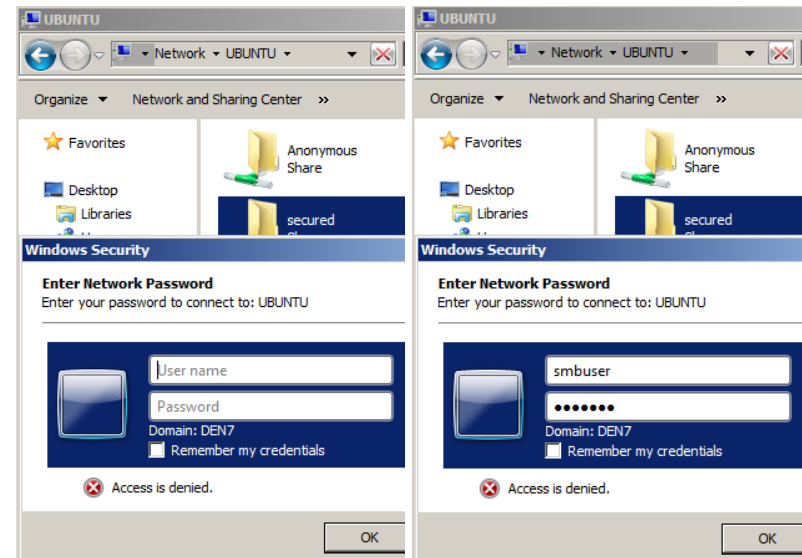 UBUNTU
Network UBUNTU
Organize Network and Sharing Center »
Favorites
Desktop
Libraries
Anonymous
Share
secured
Windows Security
Enter Network Password
Enter your password to connect to: UBUNTU
User name
Password
Domain: DEN7
Remember my credentials
Access is denied.
OK
UBUNTU
Network UBUNTU
Organize Network and Sharing Center »
Favorites
Desktop
Libraries
Anonymous
Share
secured
Windows Security
Enter Network Password
Enter your password to connect to: UBUNTU
smbuser
●●●●●●●
Domain: DEN7
Remember my credentials
Access is denied.
OK